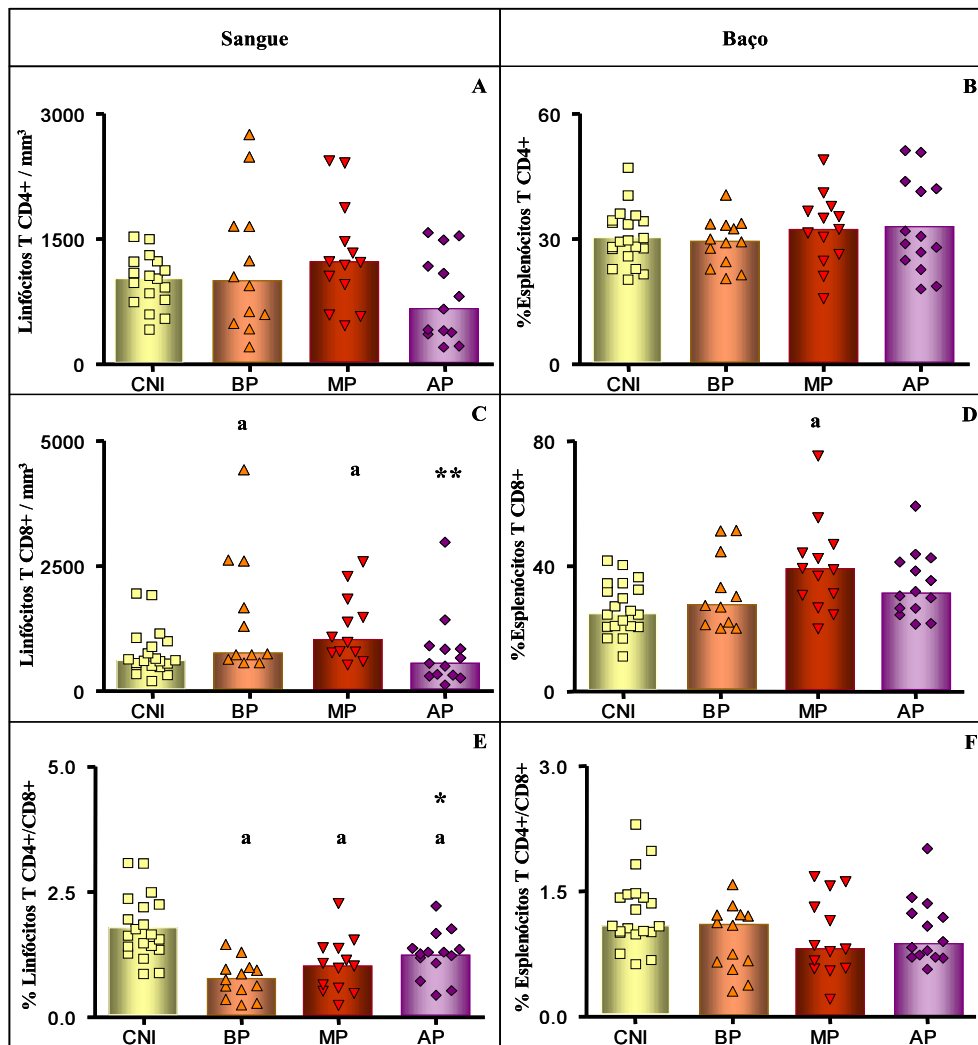 Sangue
Baço
A
Linfócitos T CD4+ / mm³
3000
1500
0
CNI BP MP AP
B
%Esplenócitos T CD4+
60
30
0
CNI BP MP AP
C
Linfócitos T CD8+ / mm³
5000
2500
0
a
a
**
CNI BP MP AP
D
%Esplenócitos T CD8+
80
40
0
a
CNI BP MP AP
E
% Linfócitos T CD4+/CD8+
5.0
2.5
0.0
*
a a a
CNI BP MP AP
F
% Esplenócitos T CD4+/CD8+
3.0
1.5
0.0
CNI BP MP AP